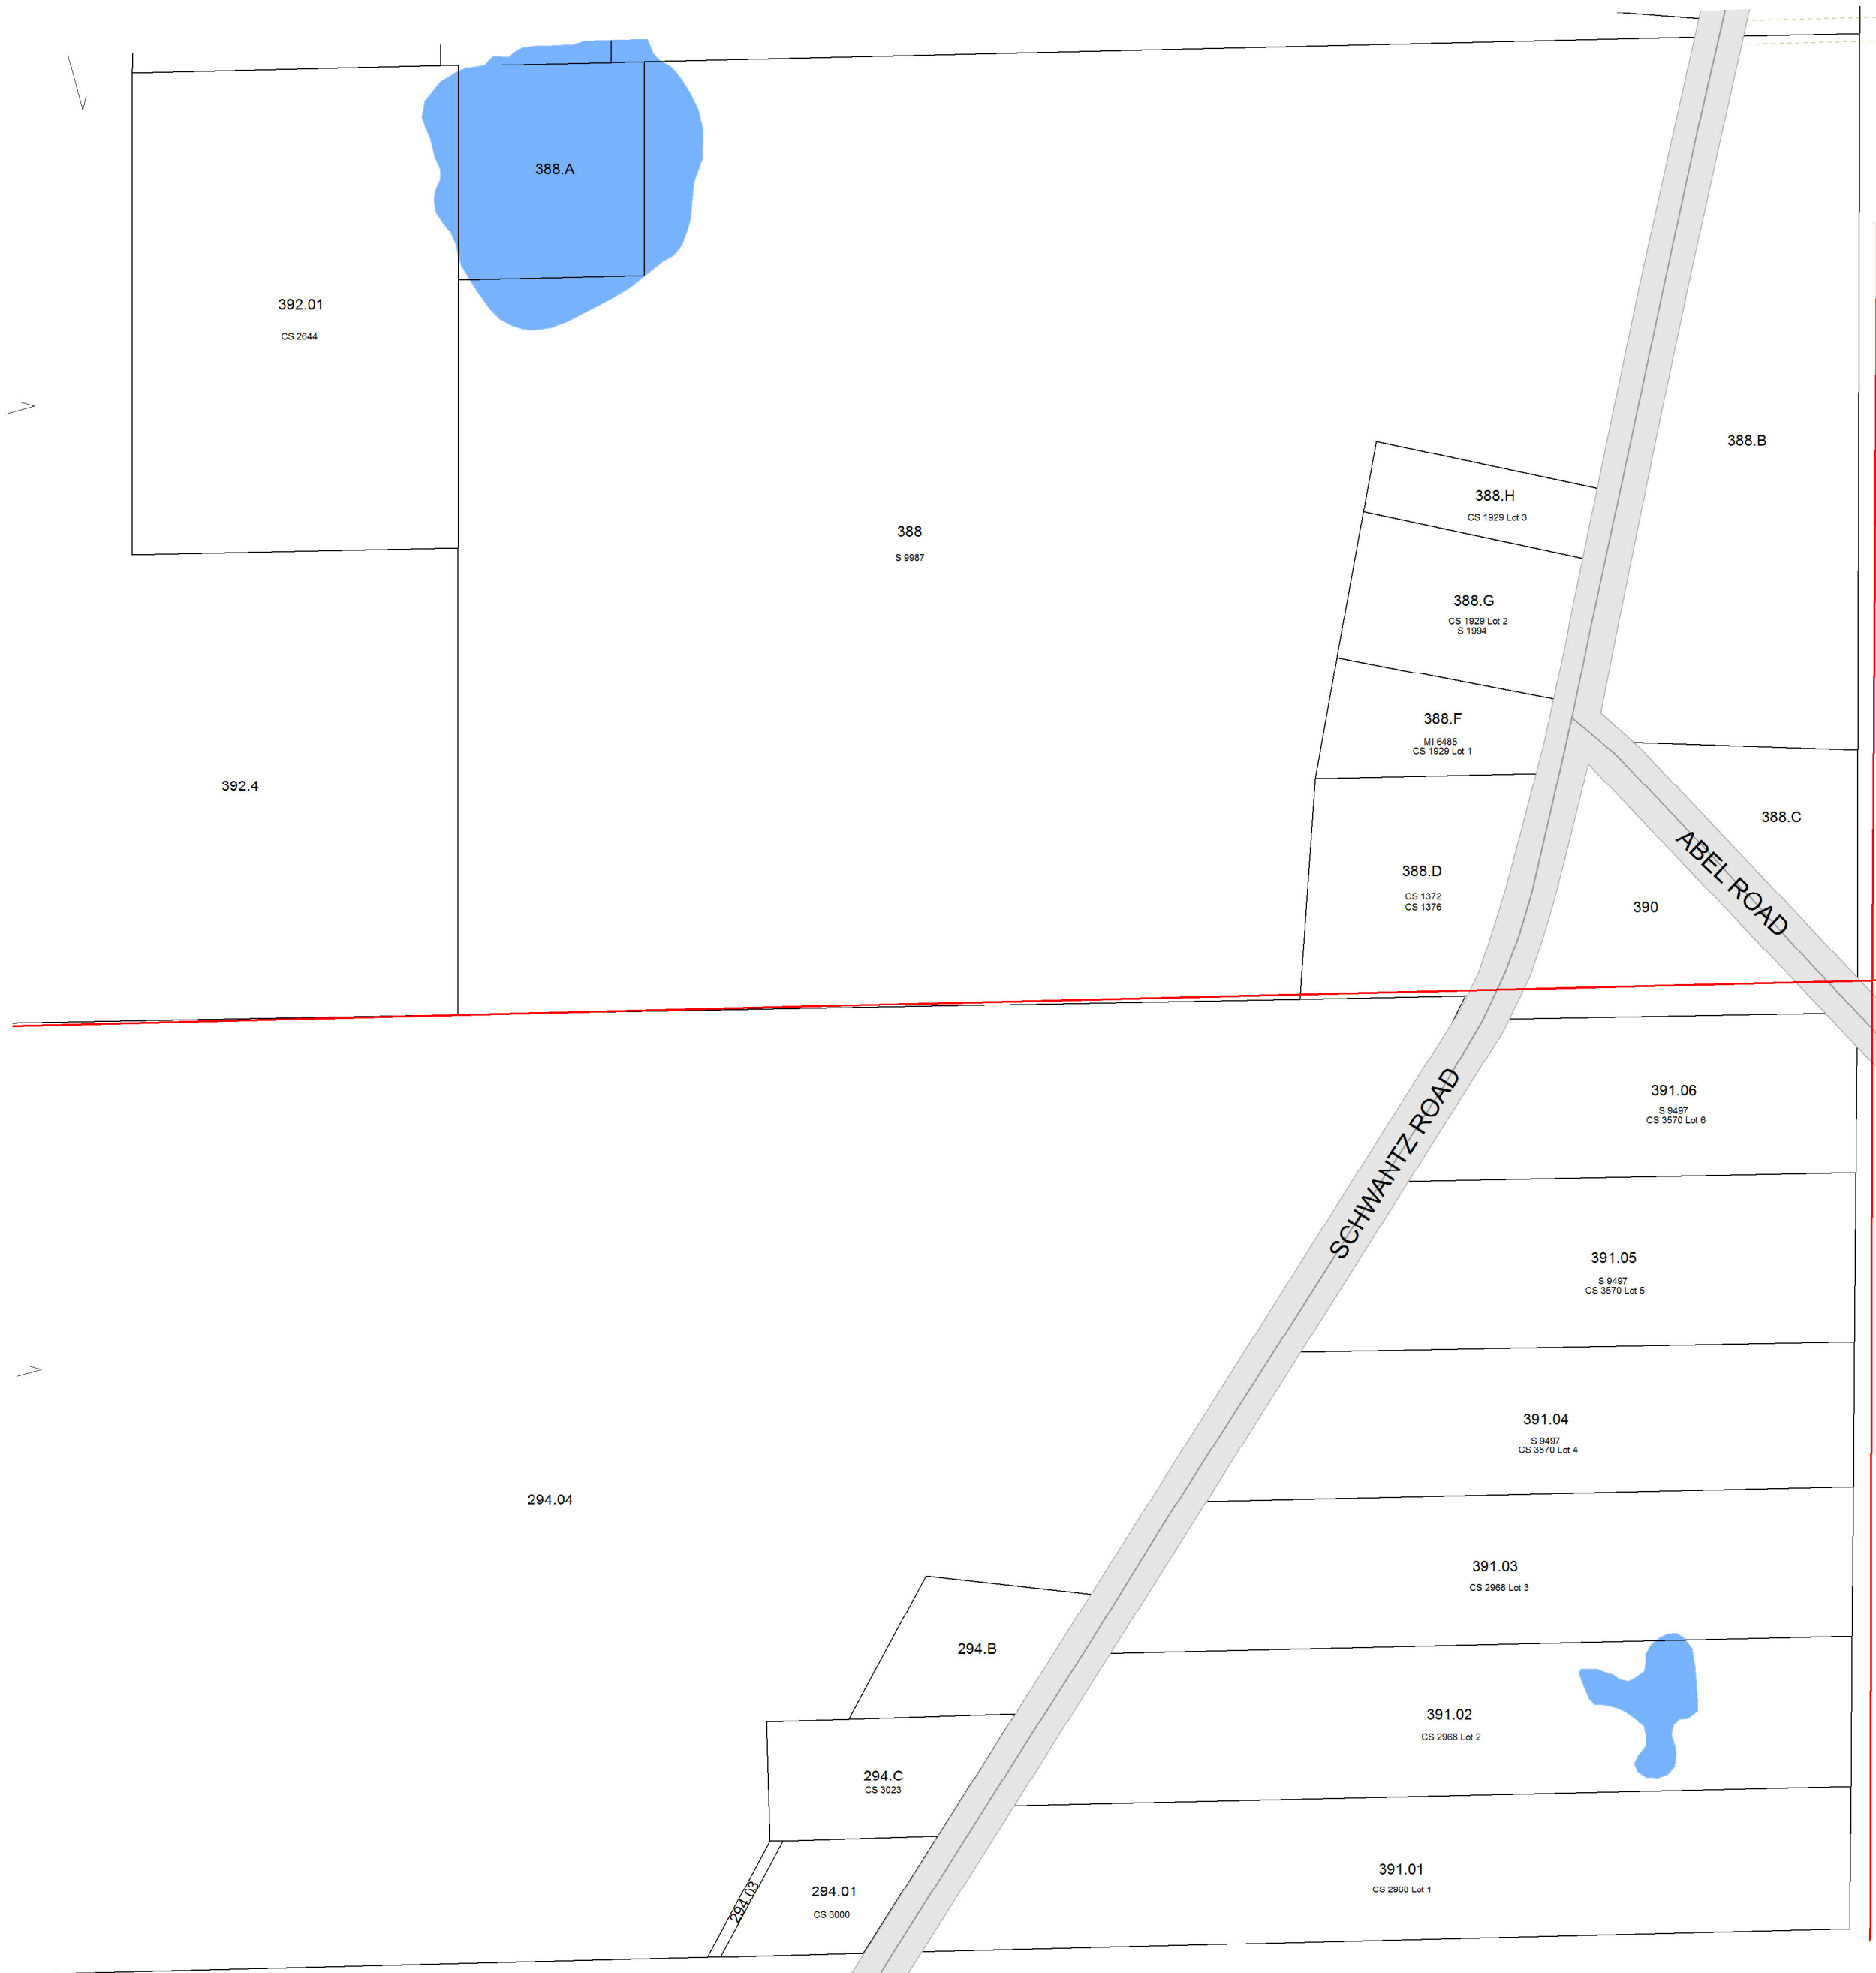 388.A
392.01
CS 2644
388.B
388.H
CS 1929 Lot 3
388
S 9987
388.G
CS 1929 Lot 2
S 1994
388.F
MI 6485
CS 1929 Lot 1
392.4
388.C
388.D
CS 1372
CS 1376
ABEL ROAD
390
391.06
S 9497
CS 3570 Lot 6
SCHWANTZ ROAD
391.05
S 9497
CS 3570 Lot 5
391.04
S 9497
CS 3570 Lot 4
294.04
391.03
CS 2968 Lot 3
294.B
391.02
CS 2968 Lot 2
294.C
CS 3023
391.01
CS 2968 Lot 1
294.01
CS 3000
294.03